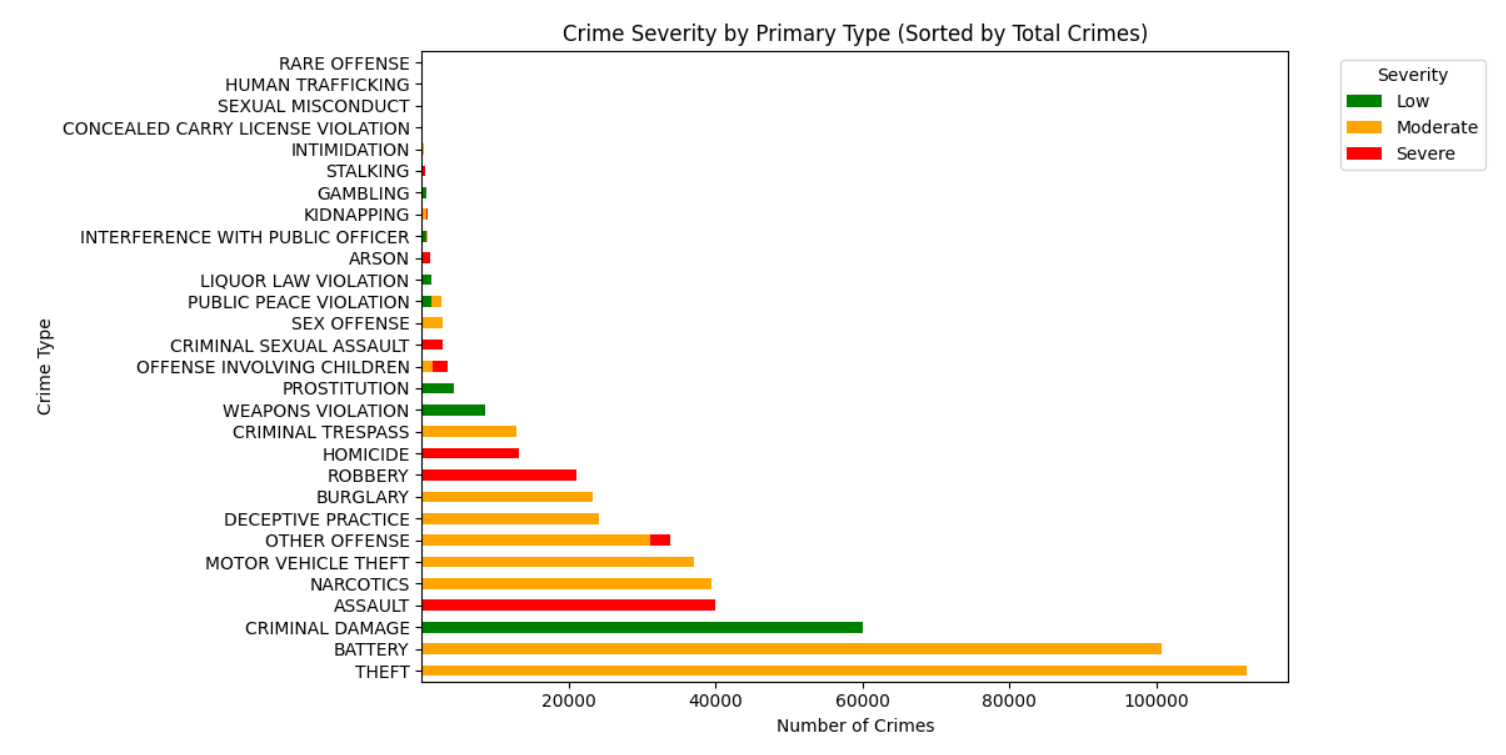 Crime Severity by Primary Type (Sorted by Total Crimes)
RARE OFFENSE
HUMAN TRAFFICKING
SEXUAL MISCONDUCT
CONCEALED CARRY LICENSE VIOLATION
INTIMIDATION
STALKING
GAMBLING
KIDNAPPING
INTERFERENCE WITH PUBLIC OFFICER
ARSON
LIQUOR LAW VIOLATION
PUBLIC PEACE VIOLATION
SEX OFFENSE
CRIMINAL SEXUAL ASSAULT
OFFENSE INVOLVING CHILDREN
PROSTITUTION
WEAPONS VIOLATION
CRIMINAL TRESPASS
HOMICIDE
ROBBERY
BURGLARY
DECEPTIVE PRACTICE
OTHER OFFENSE
MOTOR VEHICLE THEFT
NARCOTICS
ASSAULT
CRIMINAL DAMAGE
BATTERY
THEFT
Crime Type
20000 40000 60000 80000 100000
Number of Crimes
Severity
Low
Moderate
Severe